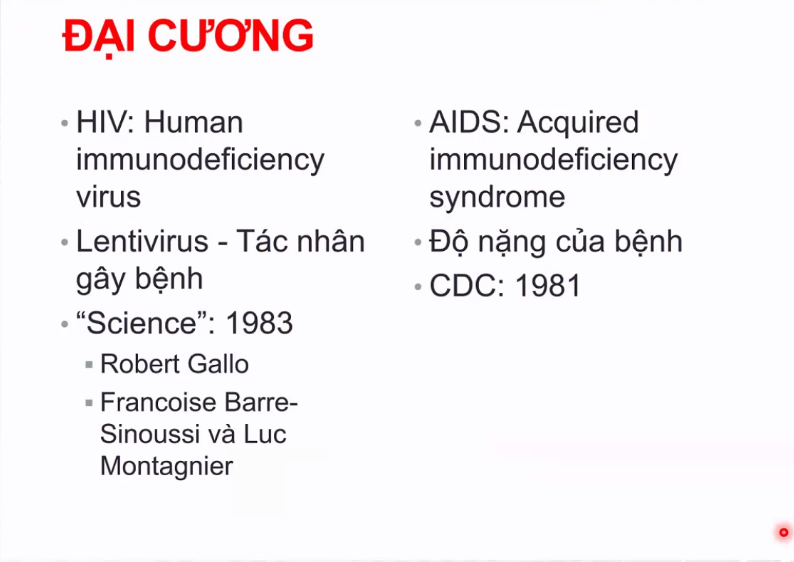 ĐẠI CƯƠNG
• HIV: Human
immunodeficiency
virus
• Lentivirus - Tác nhân
gây bệnh
• “Science”: 1983
▪ Robert Gallo
▪ Francoise Barre-
Sinoussi và Luc
Montagnier
• AIDS: Acquired
immunodeficiency
syndrome
• Độ nặng của bệnh
• CDC: 1981